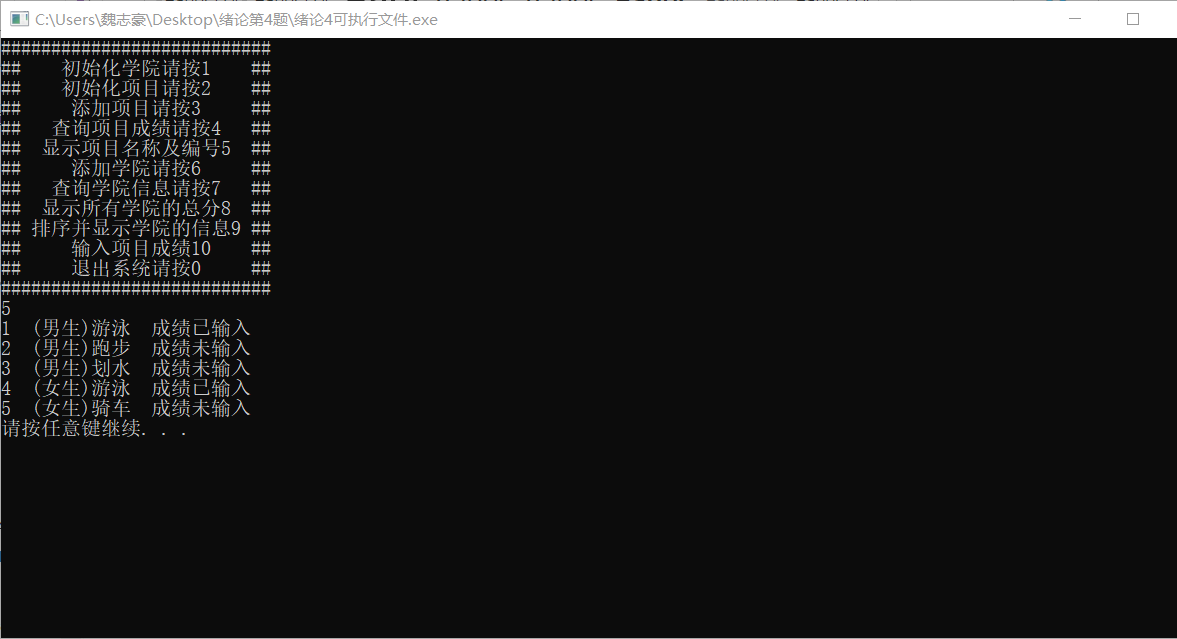 C:\Users\魏志豪\Desktop\绪论第4题\绪论4可执行文件.exe
###########################
##    初始化学院请按1    ##
##    初始化项目请按2    ##
##     添加项目请按3     ##
##   查询项目成绩请按4   ##
##  显示项目名称及编号5  ##
##     添加学院请按6     ##
##   查询学院信息请按7   ##
##  显示所有学院的总分8  ##
## 排序并显示学院的信息9 ##
##     输入项目成绩10    ##
##     退出系统请按0     ##
###########################
5
1  (男生)游泳  成绩已输入
2  (男生)跑步  成绩未输入
3  (男生)划水  成绩未输入
4  (女生)游泳  成绩已输入
5  (女生)骑车  成绩未输入
请按任意键继续. . .